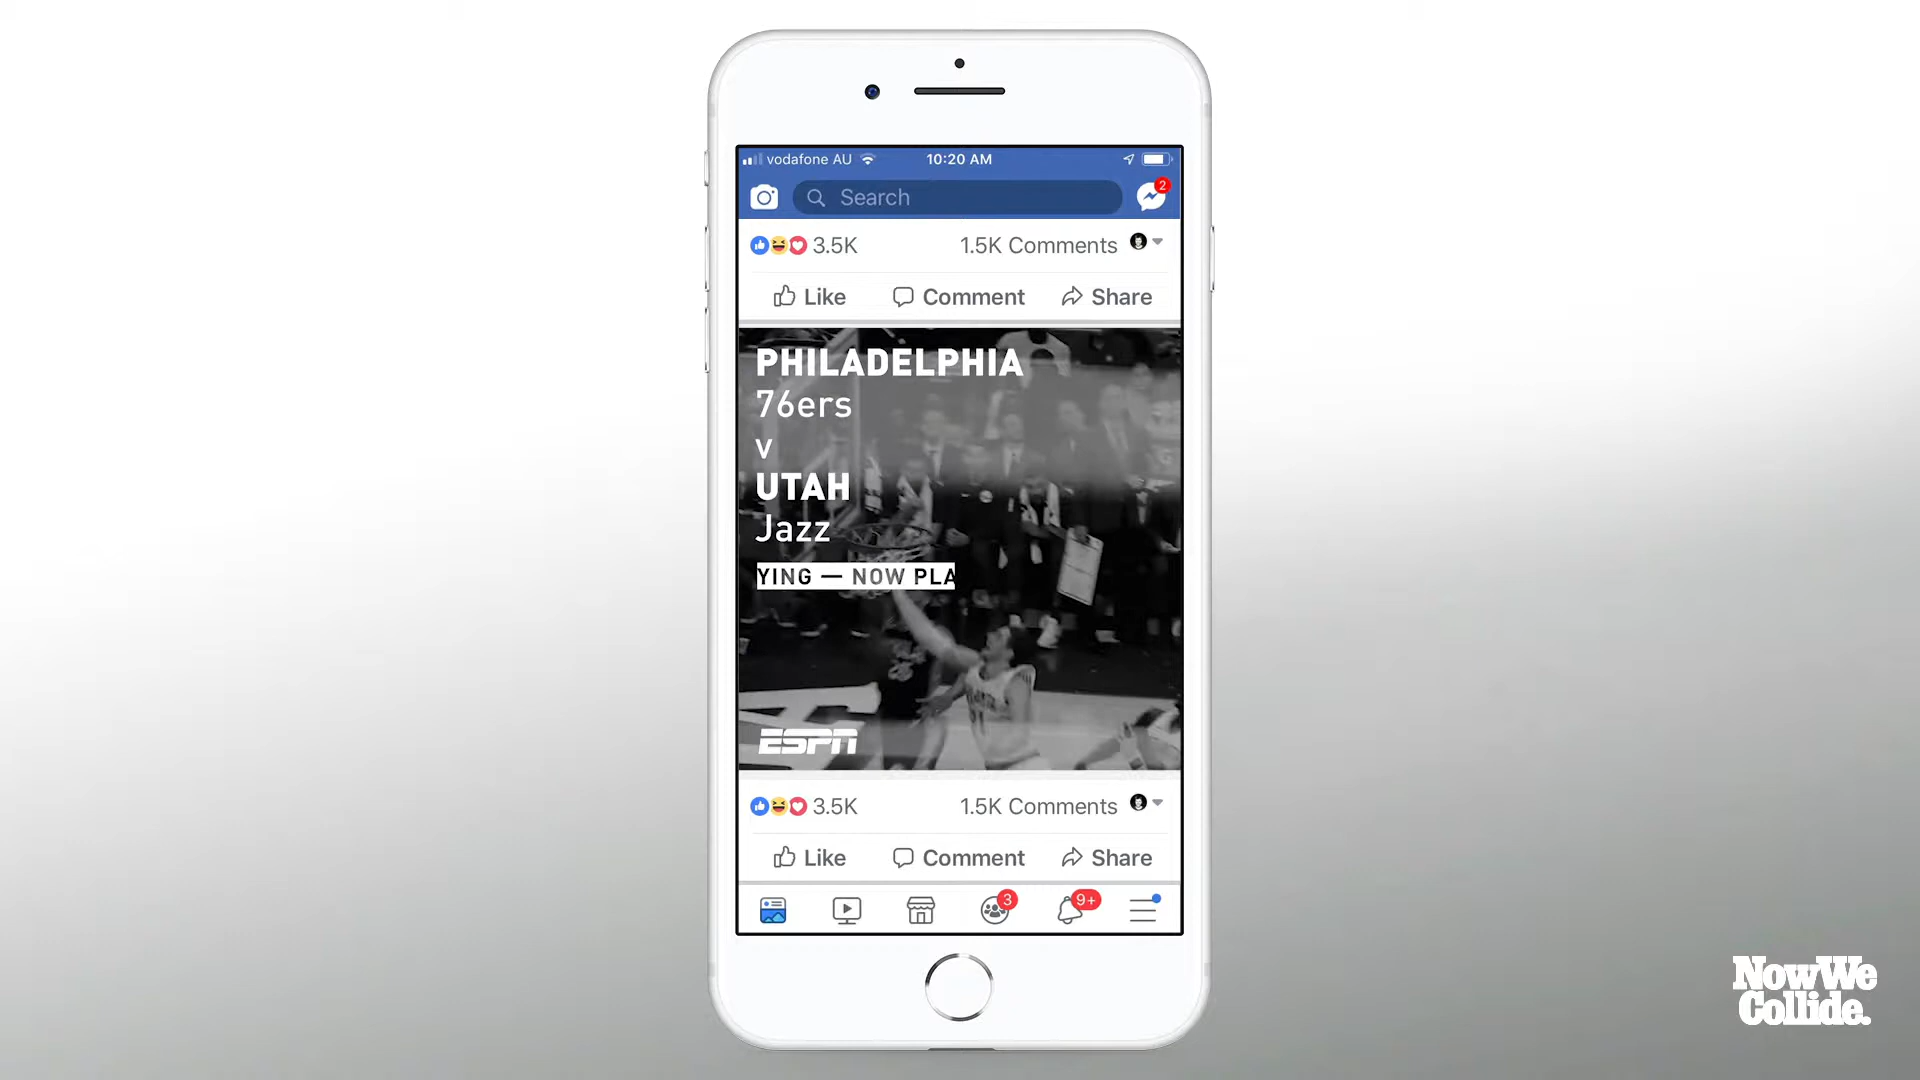 vodafone AU 10:20 AM
Search 2
3.5K 1.5K Comments
Like Comment Share
PHILADELPHIA
76ers
v
UTAH
Jazz
YING — NOW PLA
ESPN
3.5K 1.5K Comments
Like Comment Share
3 9+
NowWe
Collide.